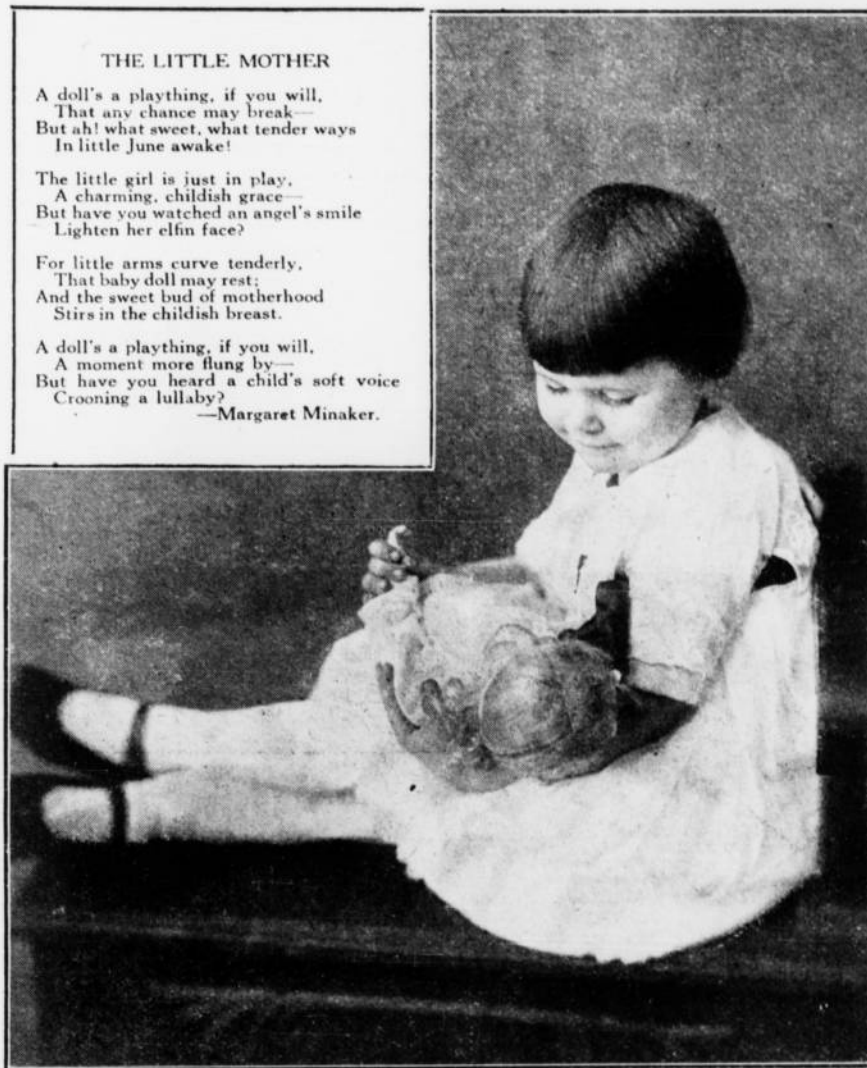 THE LITTLE MOTHER
A doll's a plaything, if you will,
That any chance may break—
But ah! what sweet, what tender ways
In little June awake!
The little girl is just in play,
A charming, childish grace—
But have you watched an angel's smile
Lighten her elfin face?
For little arms curve tenderly,
That baby doll may rest;
And the sweet bud of motherhood
Stirs in the childish breast.
A doll's a plaything, if you will,
A moment more flung by—
But have you heard a child's soft voice
Crooning a lullaby?
—Margaret Minaker.